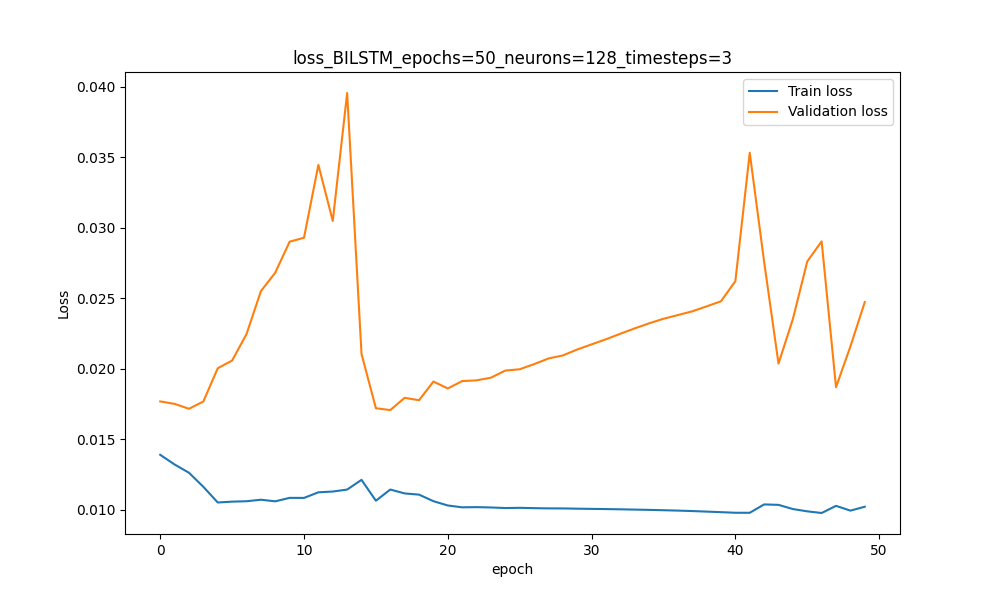 loss_BILSTM_epochs=50_neurons=128_timesteps=3
Train loss
Validation loss
0.040
0.035
0.030
0.025
0.020
0.015
0.010
Loss
0 10 20 30 40 50
epoch